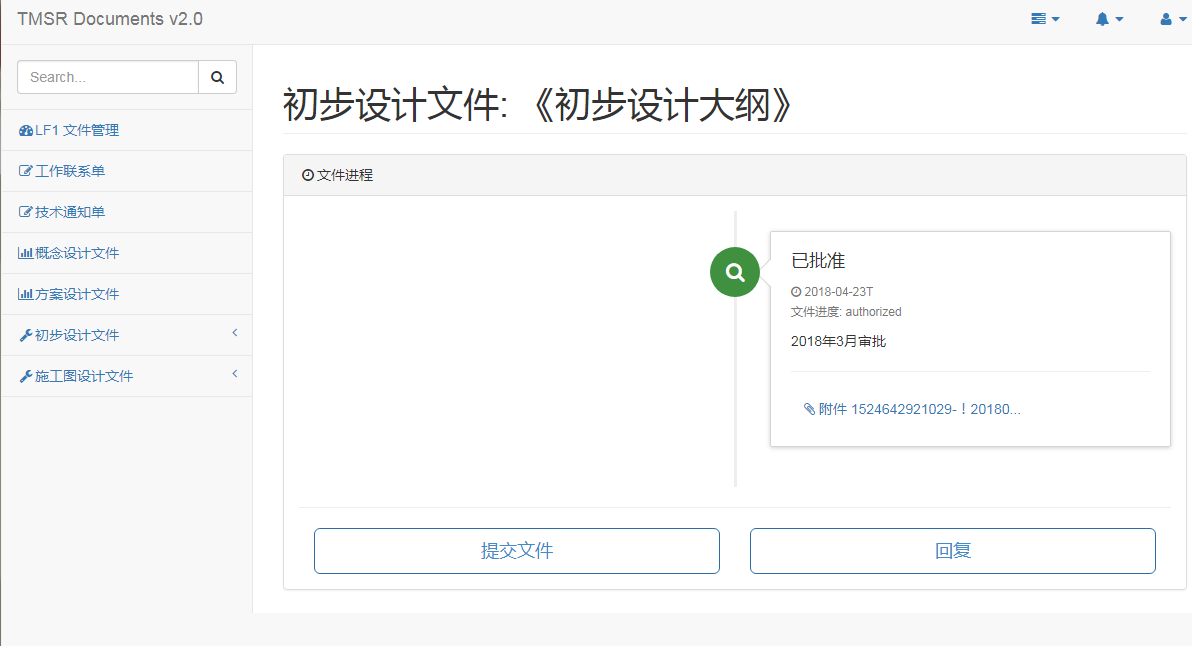 TMSR Documents v2.0
Search...
LF1 文件管理
工作联系单
技术通知单
概念设计文件
方案设计文件
初步设计文件
施工图设计文件
初步设计文件: 《初步设计大纲》
文件进程
已批准
2018-04-23T
文件进度: authorized
2018年3月审批
附件 1524642921029-！20180...
提交文件
回复